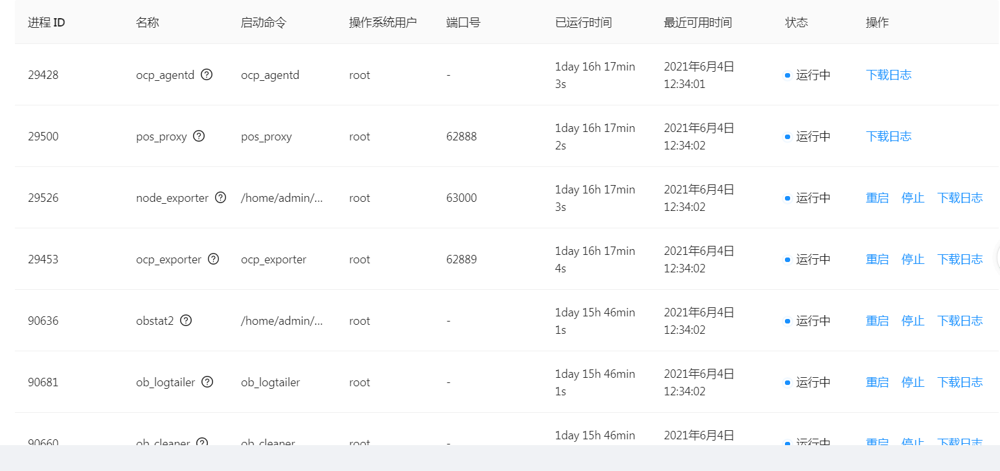 进程 ID 名称 启动命令 操作系统用户 端口号 已运行时间 最近可用时间 状态 操作
29428 ocp_agentd ocp_agentd root - 1day 16h 17min 3s 2021年6月4日 12:34:01 运行中 下载日志
29500 pos_proxy pos_proxy root 62888 1day 16h 17min 2s 2021年6月4日 12:34:02 运行中 下载日志
29526 node_exporter /home/admin/... root 63000 1day 16h 17min 3s 2021年6月4日 12:34:02 运行中 重启 停止 下载日志
29453 ocp_exporter ocp_exporter root 62889 1day 16h 17min 4s 2021年6月4日 12:34:02 运行中 重启 停止 下载日志
90636 obstat2 /home/admin/... root - 1day 15h 46min 1s 2021年6月4日 12:34:02 运行中 重启 停止 下载日志
90681 ob_logtailer ob_logtailer root - 1day 15h 46min 1s 2021年6月4日 12:34:02 运行中 重启 停止 下载日志
90660 ob_cleaner ob_cleaner root - 1day 15h 46min 2021年6月4日 运行中 重启 停止 下载日志